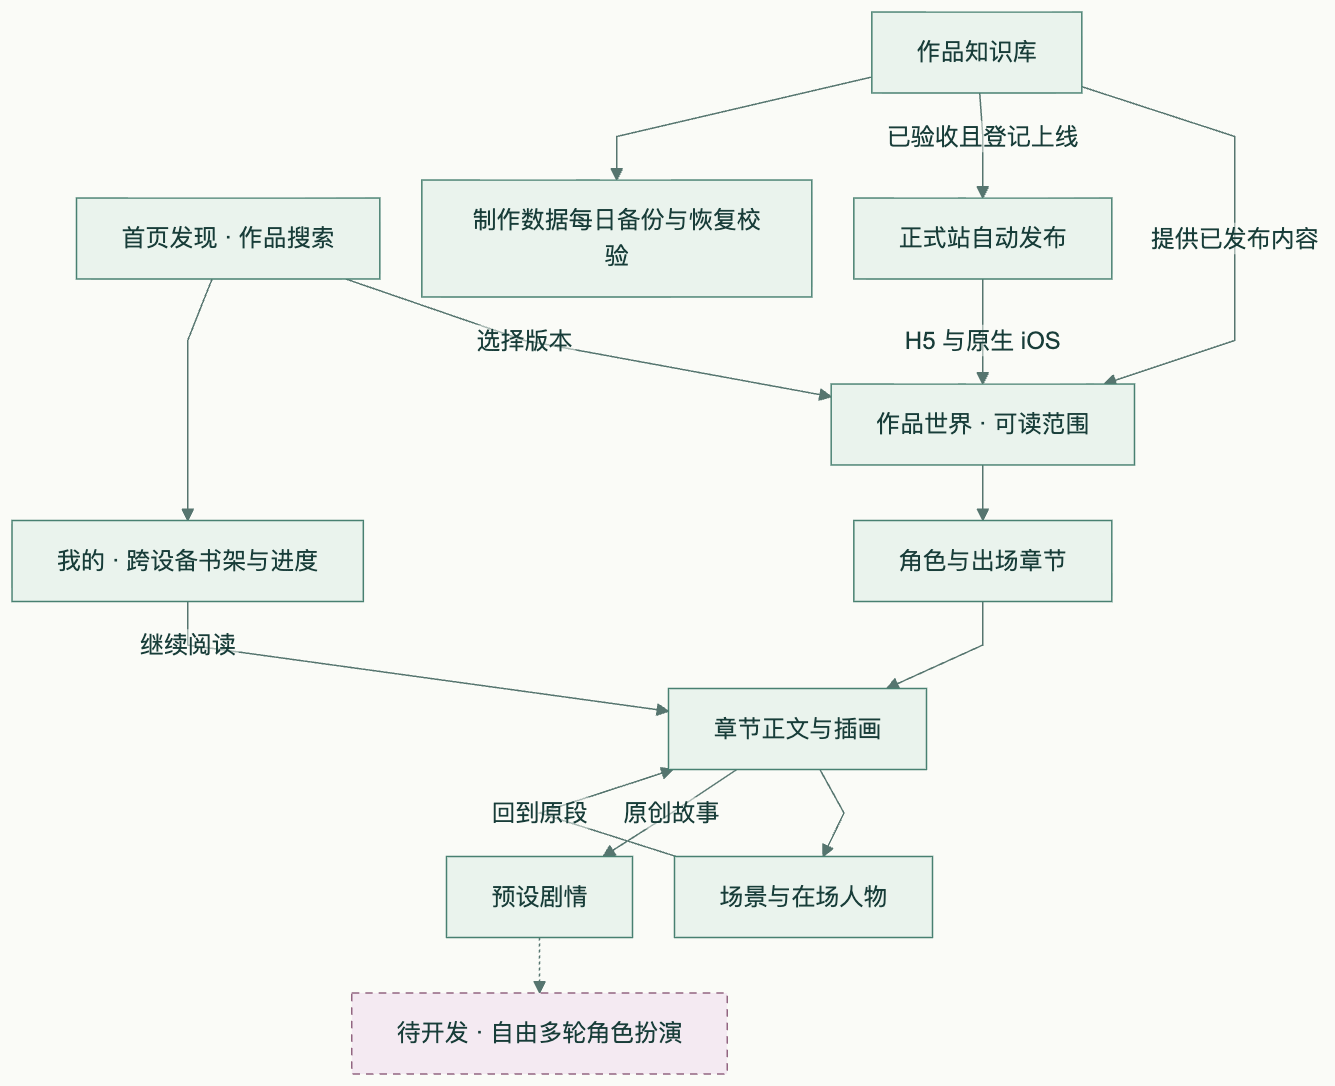 作品知识库
已验收且登记上线
制作数据每日备份与恢复校
验
首页发现 · 作品搜索
正式站自动发布
提供已发布内容
选择版本
H5 与原生 iOS
作品世界 · 可读范围
我的 · 跨设备书架与进度
角色与出场章节
继续阅读
章节正文与插画
回到原段
原创故事
预设剧情
场景与在场人物
待开发 · 自由多轮角色扮演